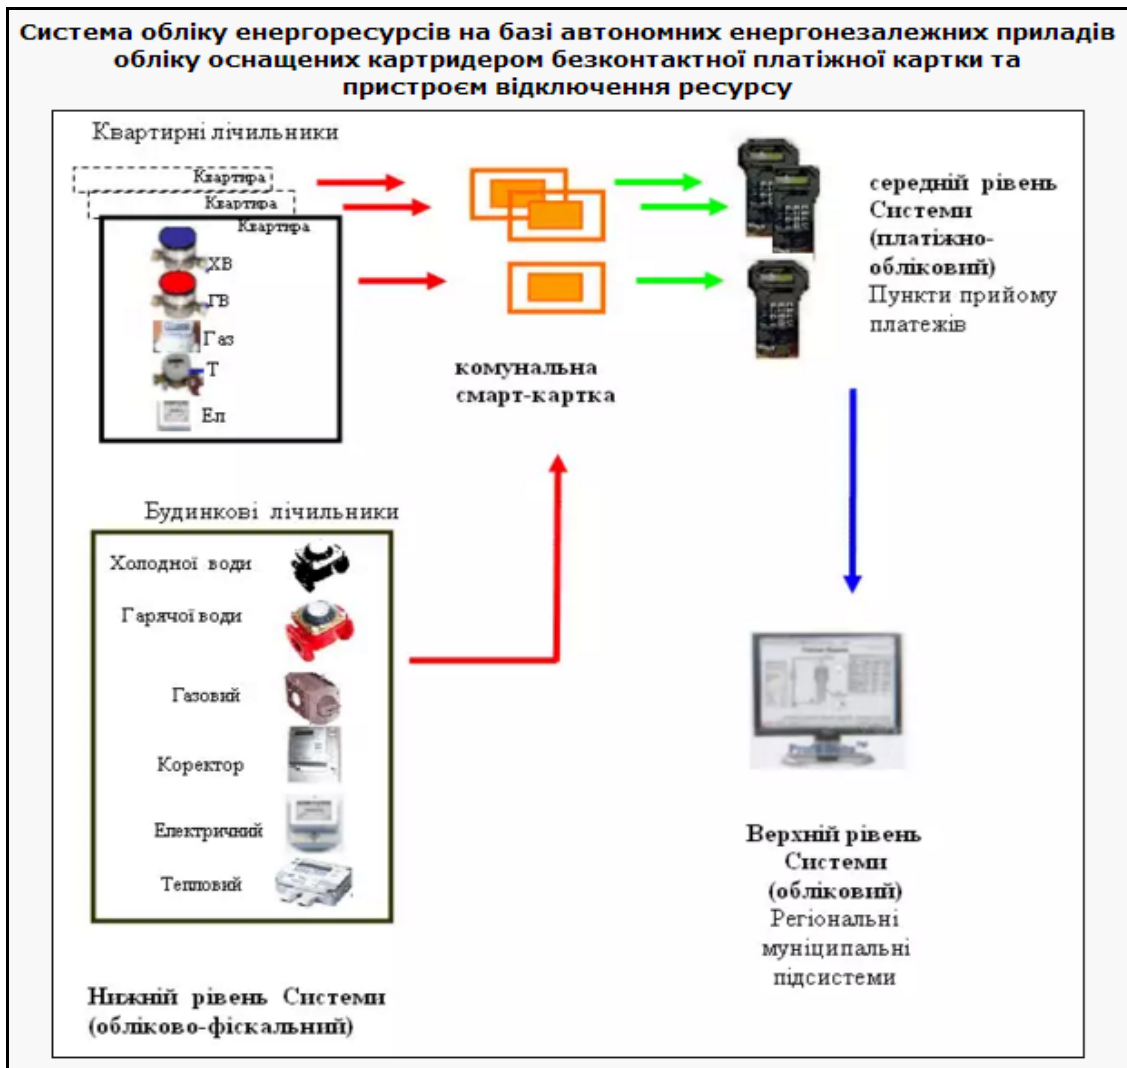 Система обліку енергоресурсів на базі автономних енергонезалежних приладів
обліку оснащених картридером безконтактної платіжної картки та
пристроєм відключення ресурсу
Квартирні лічильники
Квартира
Квартира
Квартира
ХВ
ГВ
Газ
Т
Ел
комунальна
смарт-картка
середній рівень
Системи
(платіжно-
обліковий)
Пункти прийому
платежів
Будинкові лічильники
Холодної води
Гарячої води
Газовий
Коректор
Електричний
Тепловий
Нижній рівень Системи
(обліково-фіскальний)
Верхній рівень
Системи
(обліковий)
Регіональні
муніципальні
підсистеми